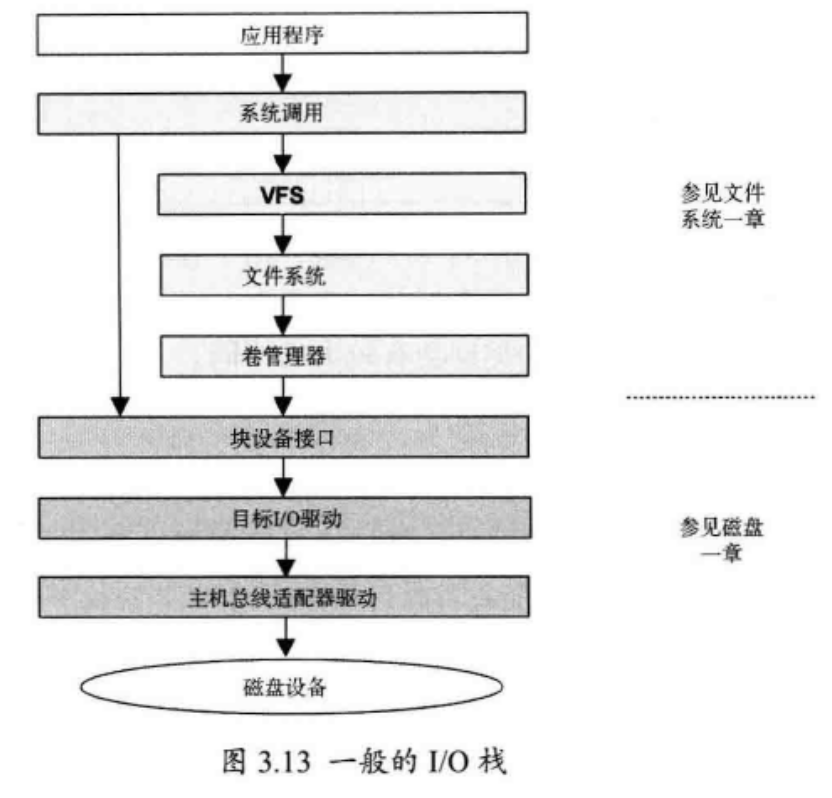 应用程序
系统调用
VFS
文件系统
卷管理器
块设备接口
目标I/O驱动
主机总线适配器驱动
磁盘设备
参见文件
系统一章
参见磁盘
一章
图 3.13 一般的 I/O 栈